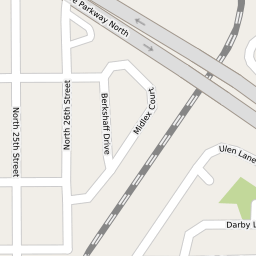 Parkway North
North 26th Street
Berkshaff Drive
Midlex Court
North 25th Street
Ulen Lane
Darby